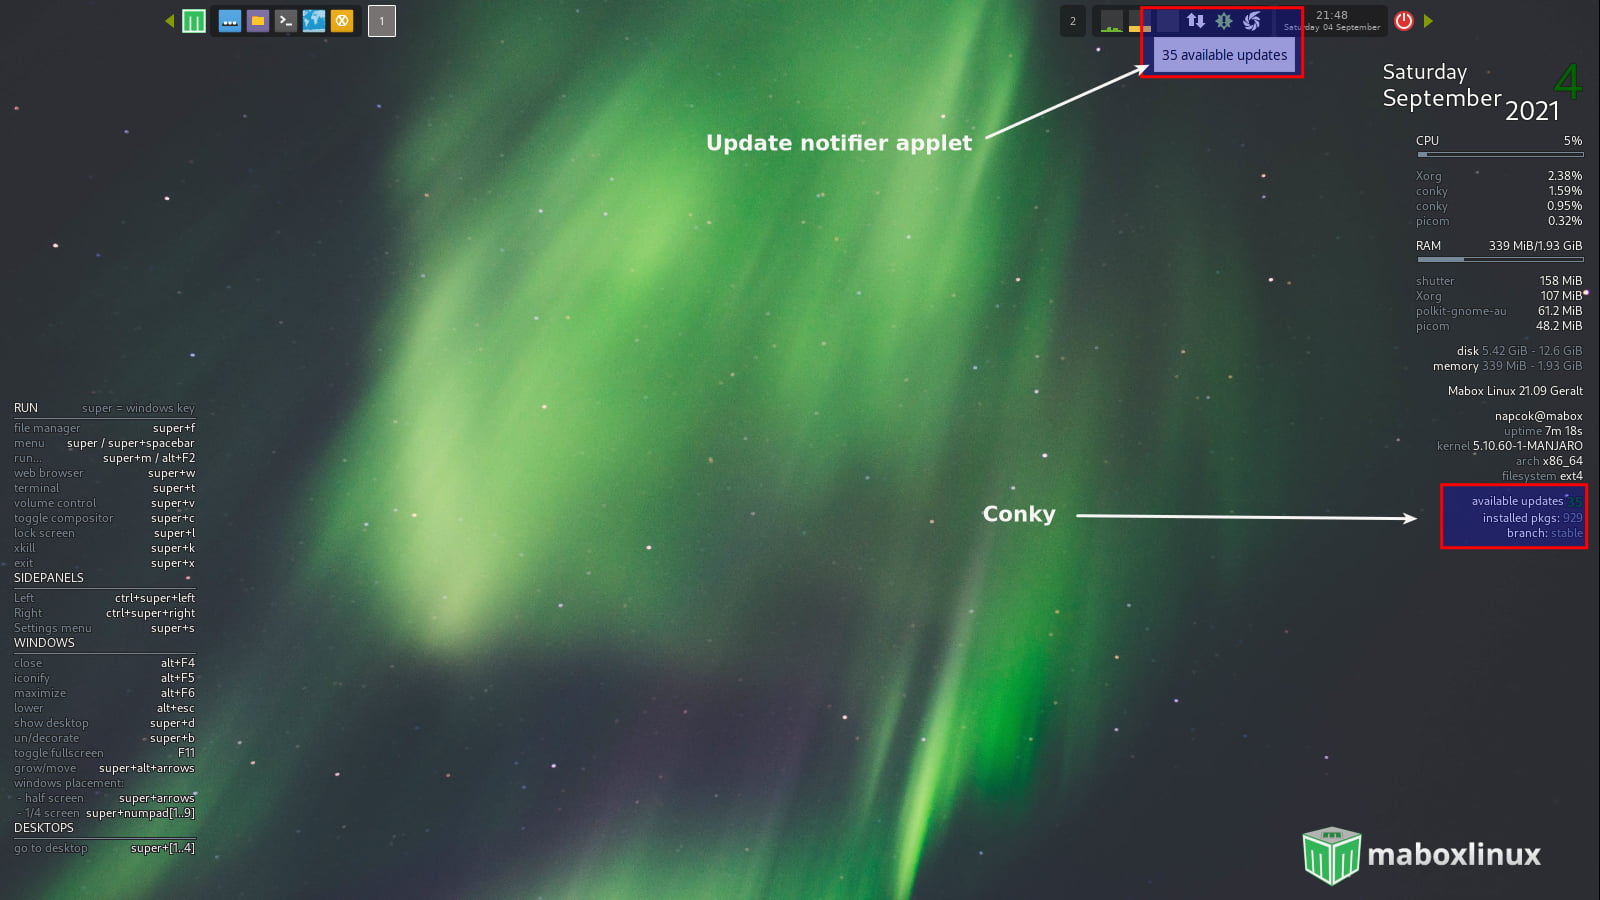 1
2
21:48
Saturday 04 September
35 available updates
Update notifier applet
Saturday 4
September 2021
CPU 5%
Xorg 2.38%
conky 1.59%
conky 0.95%
picom 0.32%
RAM 339 MiB/1.93 GiB
shutter 158 MiB
Xorg 107 MiB
polkit-gnome-au 61.2 MiB
picom 48.2 MiB
disk 5.42 GiB - 12.6 GiB
memory 339 MiB - 1.93 GiB
Mabox Linux 21.09 Geralt
napcok@mabox
uptime 7m 18s
kernel 5.10.60-1-MANJARO
arch x86_64
filesystem ext4
available updates 35
installed pkgs: 929
branch: stable
Conky
RUN super = windows key
file manager super+f
menu super / super+spacebar
run... super+m / alt+F2
web browser super+w
terminal super+t
volume control super+v
toggle compositor super+c
lock screen super+l
xkill super+k
exit super+x
SIDEPANELS
Left ctrl+super+left
Right ctrl+super+right
Settings menu super+s
WINDOWS
close alt+F4
iconify alt+F5
maximize alt+F6
lower alt+esc
show desktop super+d
un/decorate super+b
toggle fullscreen F11
grow/move super+alt+arrows
windows placement:
- half screen super+arrows
- 1/4 screen super+numpad[1..9]
DESKTOPS
go to desktop super+[1..4]
maboxlinux